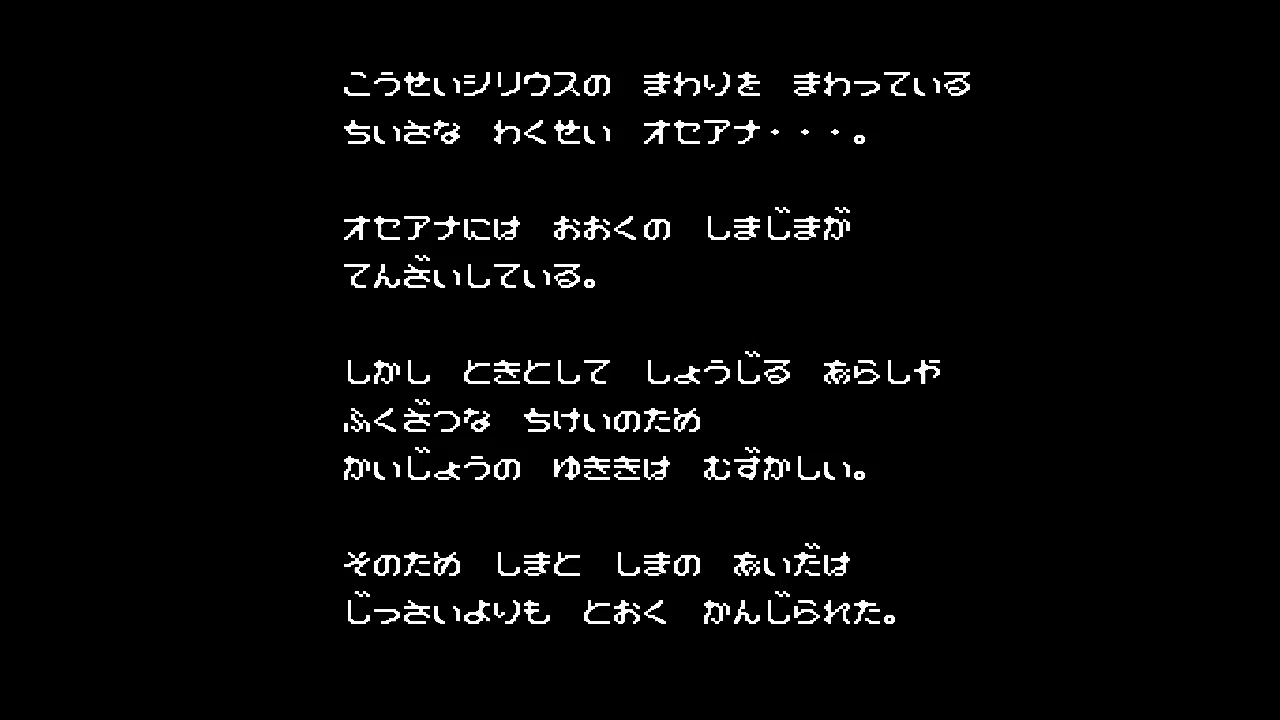 こうせいシリウスの　まわりを　まわっている
ちいさな　わくせい　オセアナ・・・。
オセアナには　おおくの　しまじまが
てんざいしている。
しかし　ときとして　しょうじる　あらしや
ふくざつな　ちけいのため
かいじょうの　ゆききは　むずかしい。
そのため　しまと　しまの　あいだは
じっさいよりも　とおく　かんじられた。